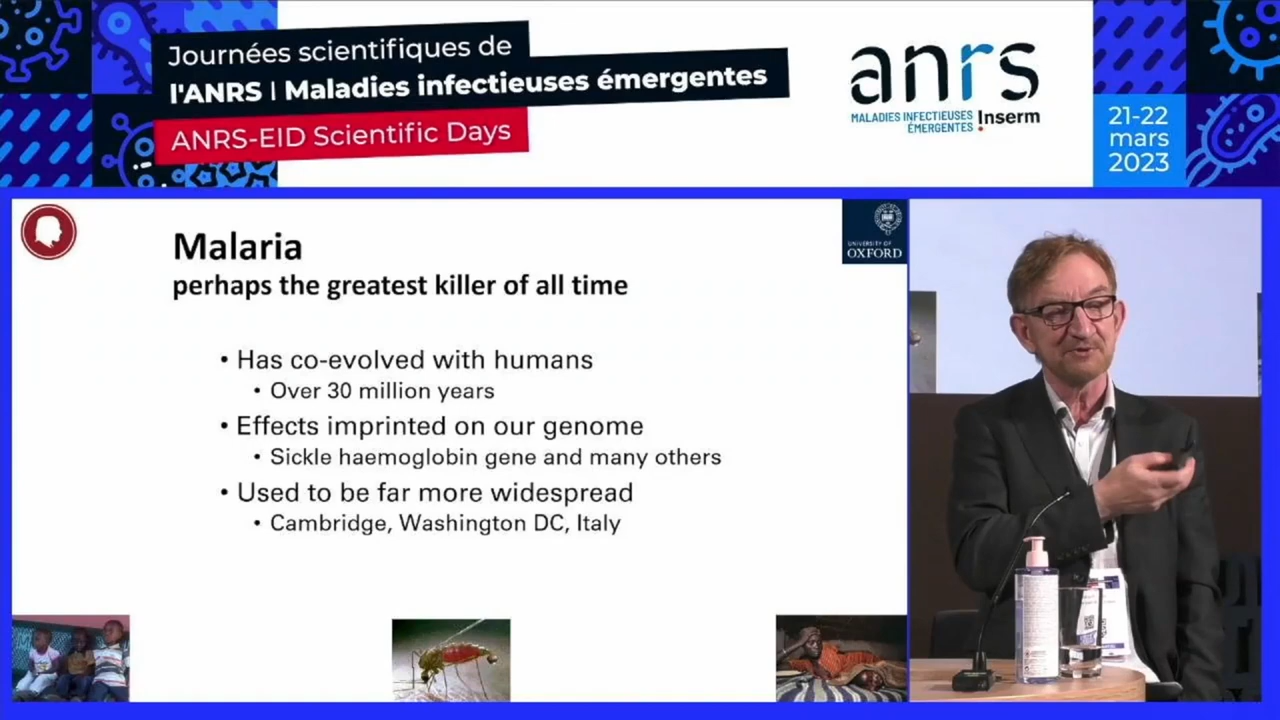 Journées scientifiques de
l'ANRS | Maladies infectieuses émergentes
ANRS-EID Scientific Days
anrs
MALADIES INFECTIEUSES
ÉMERGENTES
Inserm
21-22
mars
2023
UNIVERSITY OF
OXFORD
Malaria
perhaps the greatest killer of all time
• Has co-evolved with humans
• Over 30 million years
• Effects imprinted on our genome
• Sickle haemoglobin gene and many others
• Used to be far more widespread
• Cambridge, Washington DC, Italy